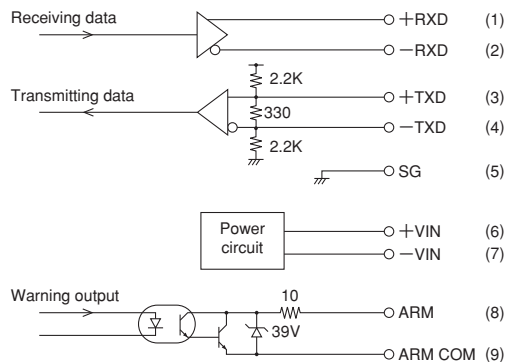 Receiving data
+RXD (1)
−RXD (2)
2.2K
Transmitting data
+TXD (3)
330
−TXD (4)
2.2K
SG (5)
Power
circuit
+VIN (6)
−VIN (7)
Warning output
10
ARM (8)
39V
ARM COM (9)